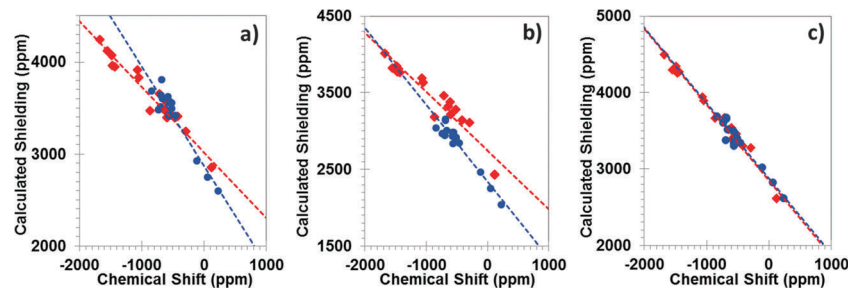 a)
Calculated Shielding (ppm)
4000
3000
2000
-2000 -1000 0 1000
Chemical Shift (ppm)
b)
Calculated Shielding (ppm)
4500
3500
2500
1500
-2000 -1000 0 1000
Chemical Shift (ppm)
c)
Calculated Shielding (ppm)
5000
4000
3000
2000
-2000 -1000 0 1000
Chemical Shift (ppm)